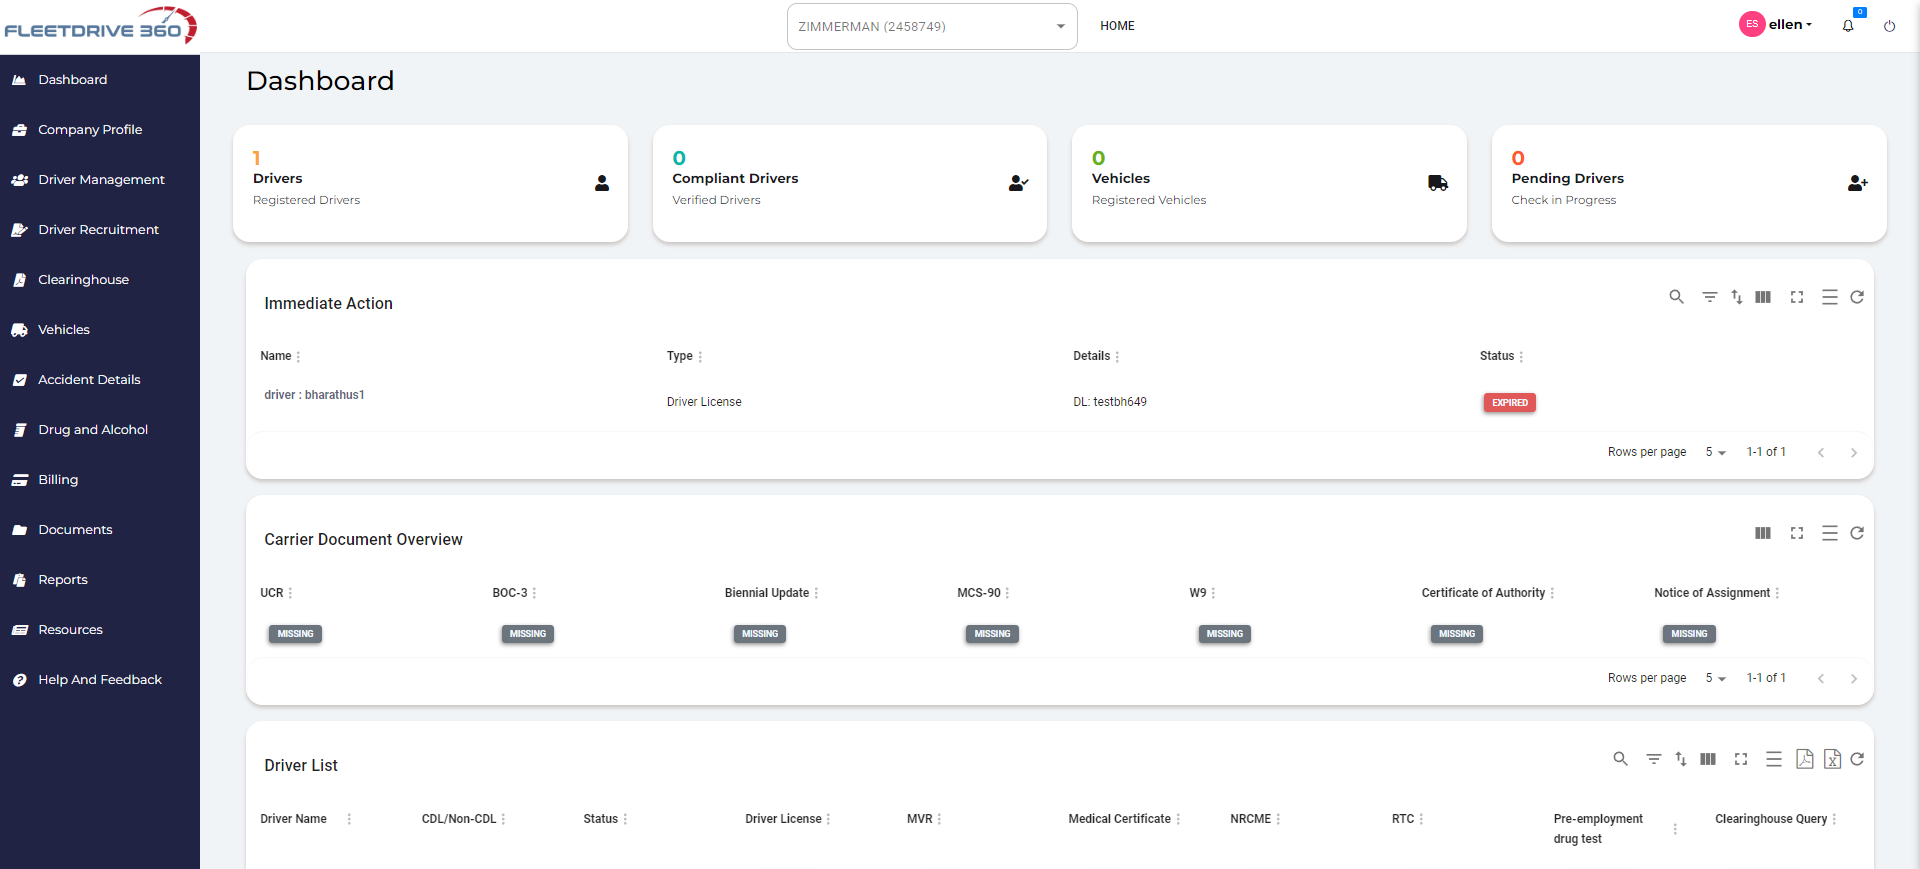 FLEETDRIVE 360
ZIMMERMAN (2458749)
HOME
ES
ellen
0
Dashboard
Company Profile
Driver Management
Driver Recruitment
Clearinghouse
Vehicles
Accident Details
Drug and Alcohol
Billing
Documents
Reports
Resources
Help And Feedback
Dashboard
1
Drivers
Registered Drivers
0
Compliant Drivers
Verified Drivers
0
Vehicles
Registered Vehicles
0
Pending Drivers
Check in Progress
Immediate Action
Name Type Details Status
driver : bharathus1 Driver License DL: testbh649 EXPIRED
Rows per page 5 1-1 of 1
Carrier Document Overview
UCR BOC-3 Biennial Update MCS-90 W9 Certificate of Authority Notice of Assignment
MISSING MISSING MISSING MISSING MISSING MISSING MISSING
Rows per page 5 1-1 of 1
Driver List
Driver Name CDL/Non-CDL Status Driver License MVR Medical Certificate NRCME RTC Pre-employment drug test Clearinghouse Query